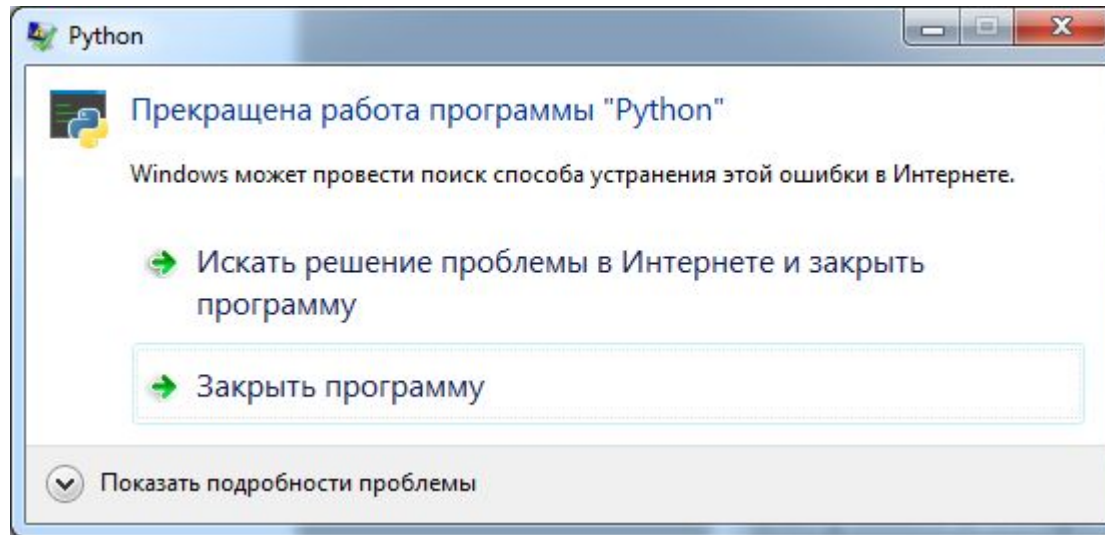 Python
Прекращена работа программы "Python"
Windows может провести поиск способа устранения этой ошибки в Интернете.
Искать решение проблемы в Интернете и закрыть
программу
Закрыть программу
Показать подробности проблемы